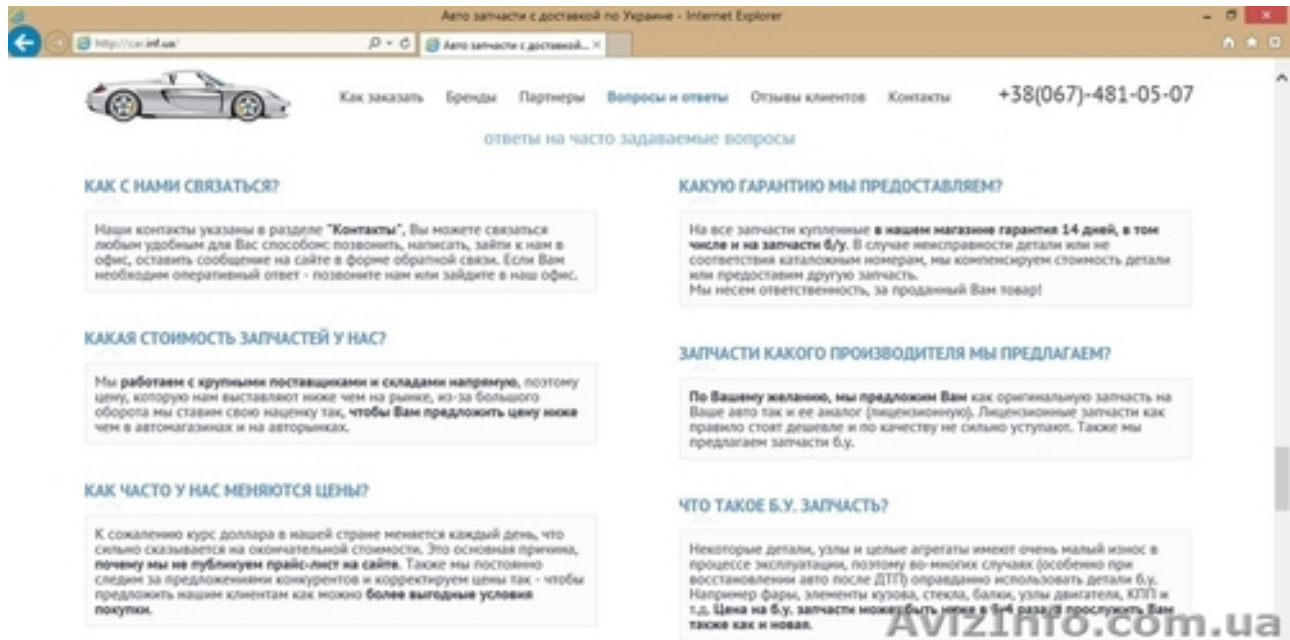 Авто запчасти с доставкой по Украине - Internet Explorer
http://car.inf.ua/
Авто запчасти с доставкой...
Как заказать Бренды Партнеры Вопросы и ответы Отзывы клиентов Контакты +38(067)-481-05-07
ответы на часто задаваемые вопросы
КАК С НАМИ СВЯЗАТЬСЯ?
Наши контакты указаны в разделе "Контакты", Вы можете связаться
любым удобным для Вас способом: позвонить, написать, зайти к нам в
офис, оставить сообщение на сайте в форме обратной связи. Если Вам
необходим оперативный ответ - позвоните нам или зайдите в наш офис.
КАКАЯ СТОИМОСТЬ ЗАПЧАСТЕЙ У НАС?
Мы работаем с крупными поставщиками и складами напрямую, поэтому
цену, которую нам выставляют ниже чем на рынке, из-за большого
оборота мы ставим свою наценку так, чтобы Вам предложить цену ниже
чем в автомагазинах и на авторынках.
КАК ЧАСТО У НАС МЕНЯЮТСЯ ЦЕНЫ?
К сожалению курс доллара в нашей стране меняется каждый день, что
сильно сказывается на окончательной стоимости. Это основная причина,
почему мы не публикуем прайс-лист на сайте. Также мы постоянно
следим за предложениями конкурентов и корректируем цены так - чтобы
предложить нашим клиентам как можно более выгодные условия
покупки.
КАКУЮ ГАРАНТИЮ МЫ ПРЕДОСТАВЛЯЕМ?
На все запчасти купленные в нашем магазине гарантия 14 дней, в том
числе и на запчасти б/у. В случае неисправности детали или не
соответствия каталожным номерам, мы компенсируем стоимость детали
или предоставим другую запчасть.
Мы несем ответственность, за проданный Вам товар!
ЗАПЧАСТИ КАКОГО ПРОИЗВОДИТЕЛЯ МЫ ПРЕДЛАГАЕМ?
По Вашему желанию, мы предложим Вам как оригинальную запчасть на
Ваше авто так и ее аналог (лицензионную). Лицензионные запчасти как
правило стоят дешевле и по качеству не сильно уступают. Также мы
предлагаем запчасти б.у.
ЧТО ТАКОЕ Б.У. ЗАПЧАСТЬ?
Некоторые детали, узлы и целые агрегаты имеют очень малый износ в
процессе эксплуатации, поэтому во-многих случаях (особенно при
восстановлении авто после ДТП) оправданно использовать детали б.у.
Например фары, элементы кузова, стекла, балки, узлы двигателя, КПП и
т.д. Цена на б.у. запчасти может быть ниже в раза, прослужить Вам
также как и новая.
AvizInfo.com.ua